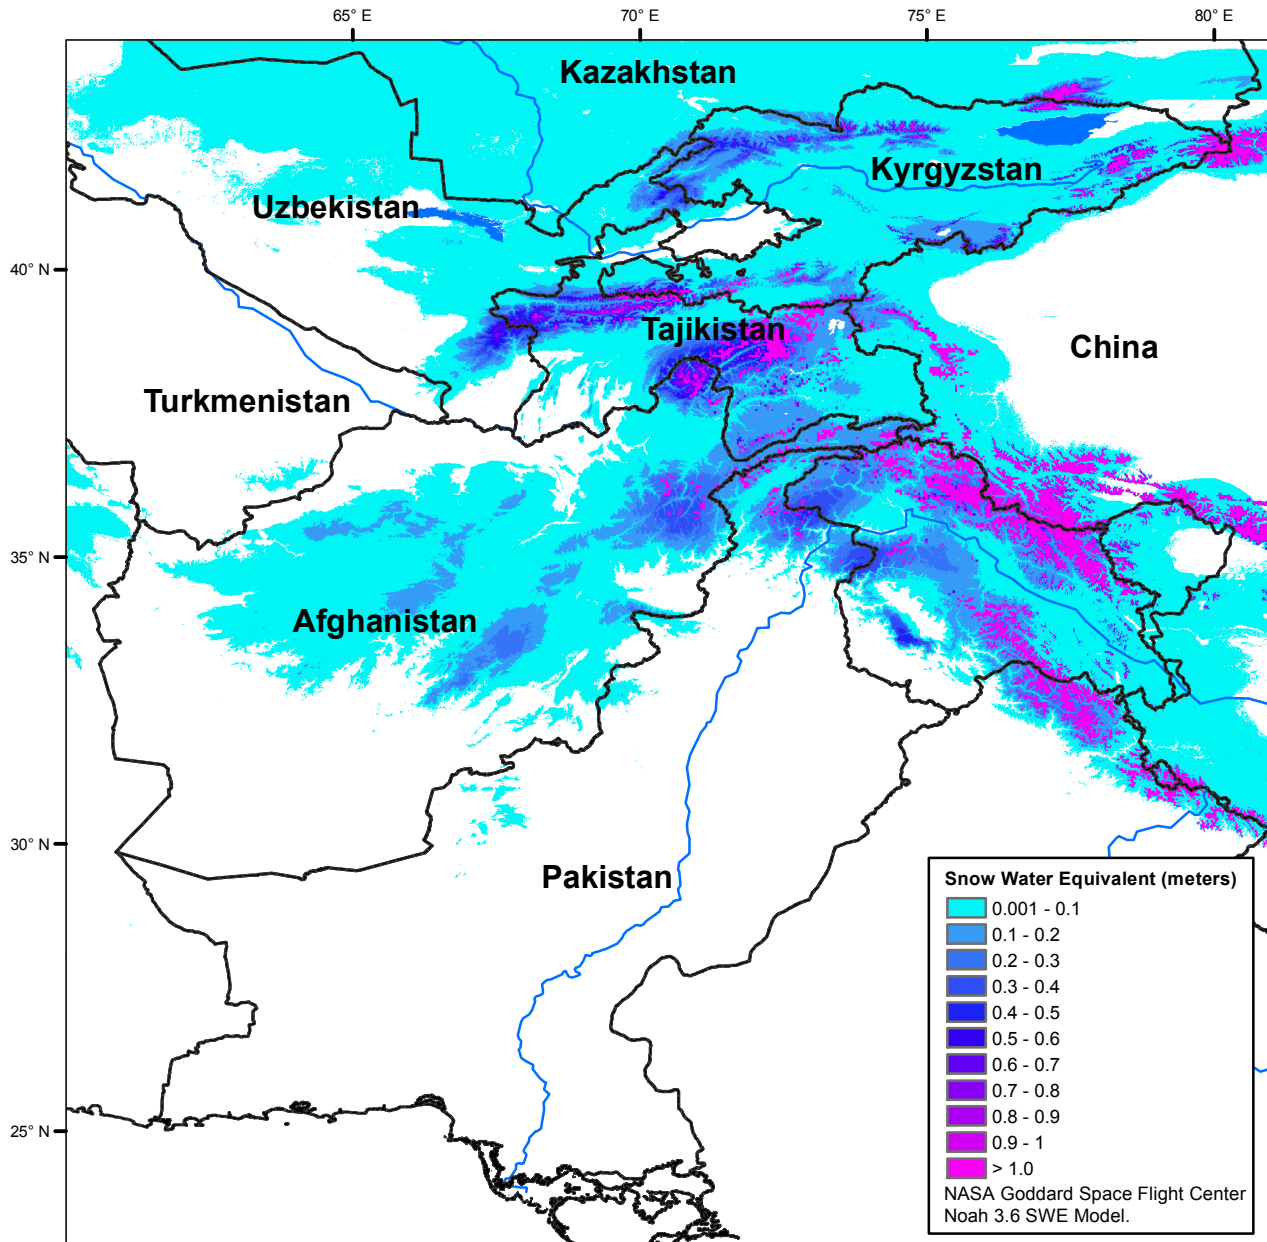 65° E
70° E
75° E
80° E
Kazakhstan
Kyrgyzstan
Uzbekistan
40° N
Tajikistan
China
Turkmenistan
35° N
Afghanistan
30° N
Pakistan
25° N
Snow Water Equivalent (meters)
0.001 - 0.1
0.1 - 0.2
0.2 - 0.3
0.3 - 0.4
0.4 - 0.5
0.5 - 0.6
0.6 - 0.7
0.7 - 0.8
0.8 - 0.9
0.9 - 1
> 1.0
NASA Goddard Space Flight Center
Noah 3.6 SWE Model.